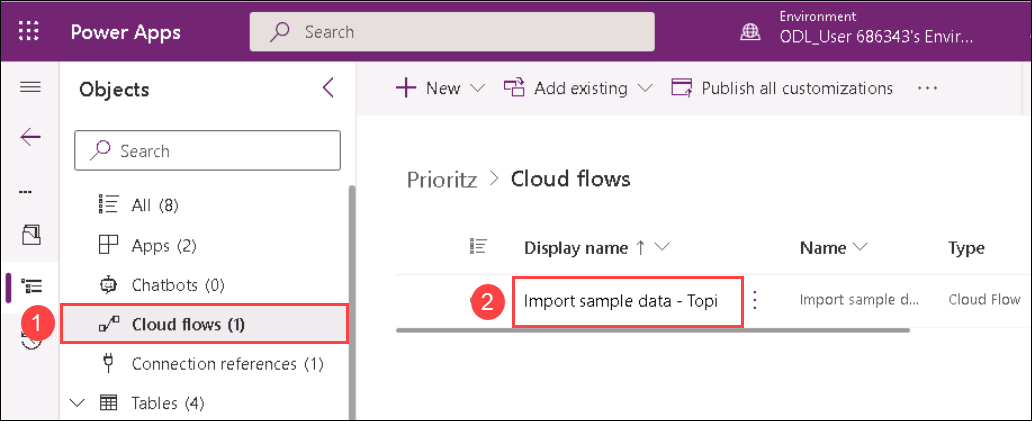 Power Apps
Search
Environment
ODL_User 686343's Envir...
Objects
New
Add existing
Publish all customizations
...
Search
...
All (8)
Apps (2)
Chatbots (0)
1
Cloud flows (1)
Connection references (1)
Tables (4)
Prioritz > Cloud flows
Display name ↑
Name
Type
2
Import sample data - Topi
Import sample d...
Cloud Flow